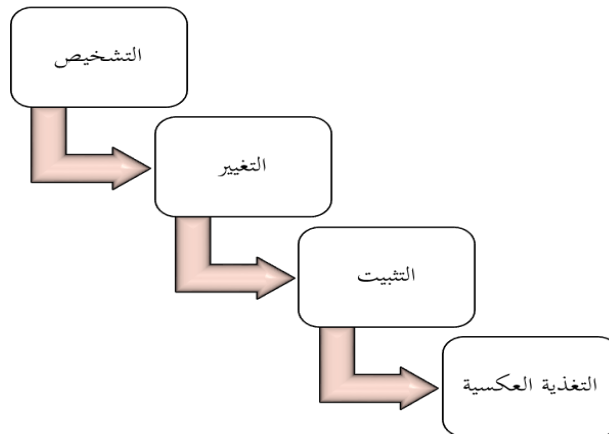 التشخيص
التغيير
التثبيت
التغذية العكسية